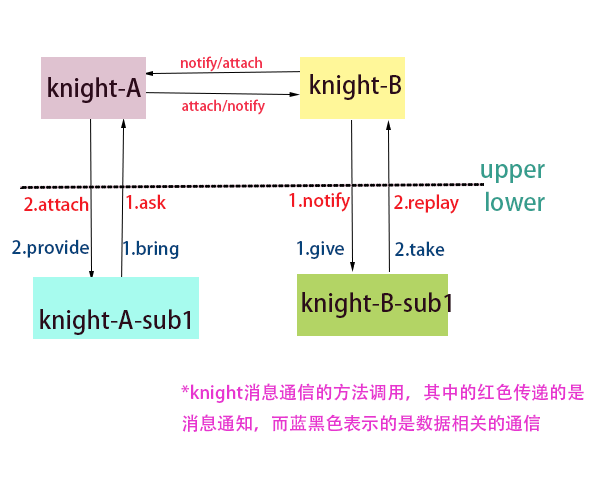 notify/attach
knight-A
knight-B
attach/notify
upper
2.attach
1.ask
1.notify
2.replay
lower
2.provide
1.bring
1.give
2.take
knight-A-sub1
knight-B-sub1
*knight消息通信的方法调用，其中的红色传递的是
消息通知，而蓝黑色表示的是数据相关的通信